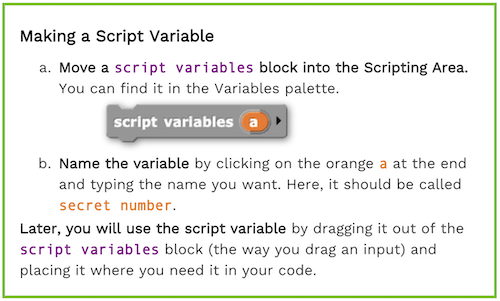 Making a Script Variable
a. Move a script variables block into the Scripting Area.
You can find it in the Variables palette.
script variables a
b. Name the variable by clicking on the orange a at the end
and typing the name you want. Here, it should be called
secret number.
Later, you will use the script variable by dragging it out of the
script variables block (the way you drag an input) and
placing it where you need it in your code.